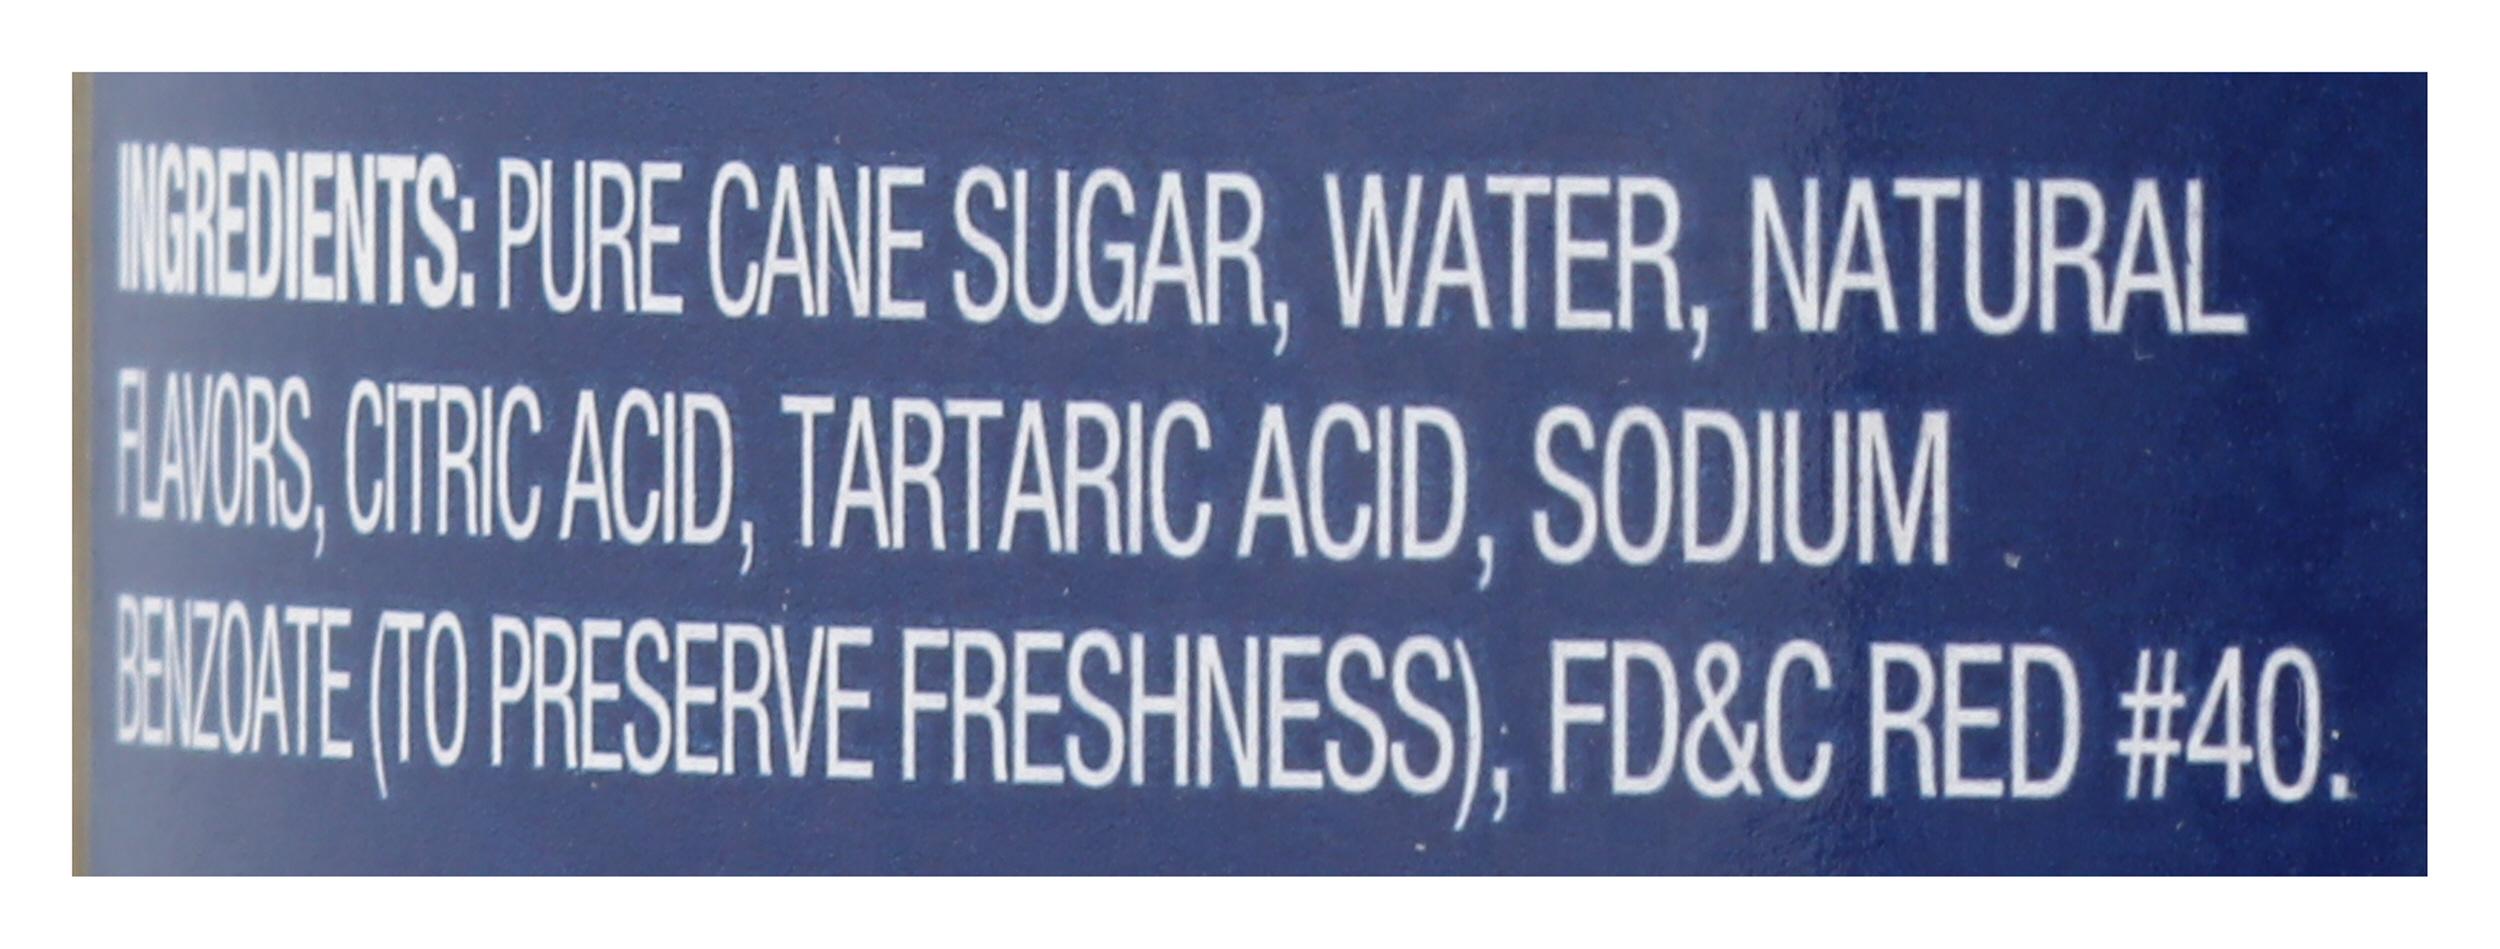 INGREDIENTS: PURE CANE SUGAR, WATER, NATURAL
FLAVORS, CITRIC ACID, TARTARIC ACID, SODIUM
BENZOATE (TO PRESERVE FRESHNESS), FD&C RED #40.